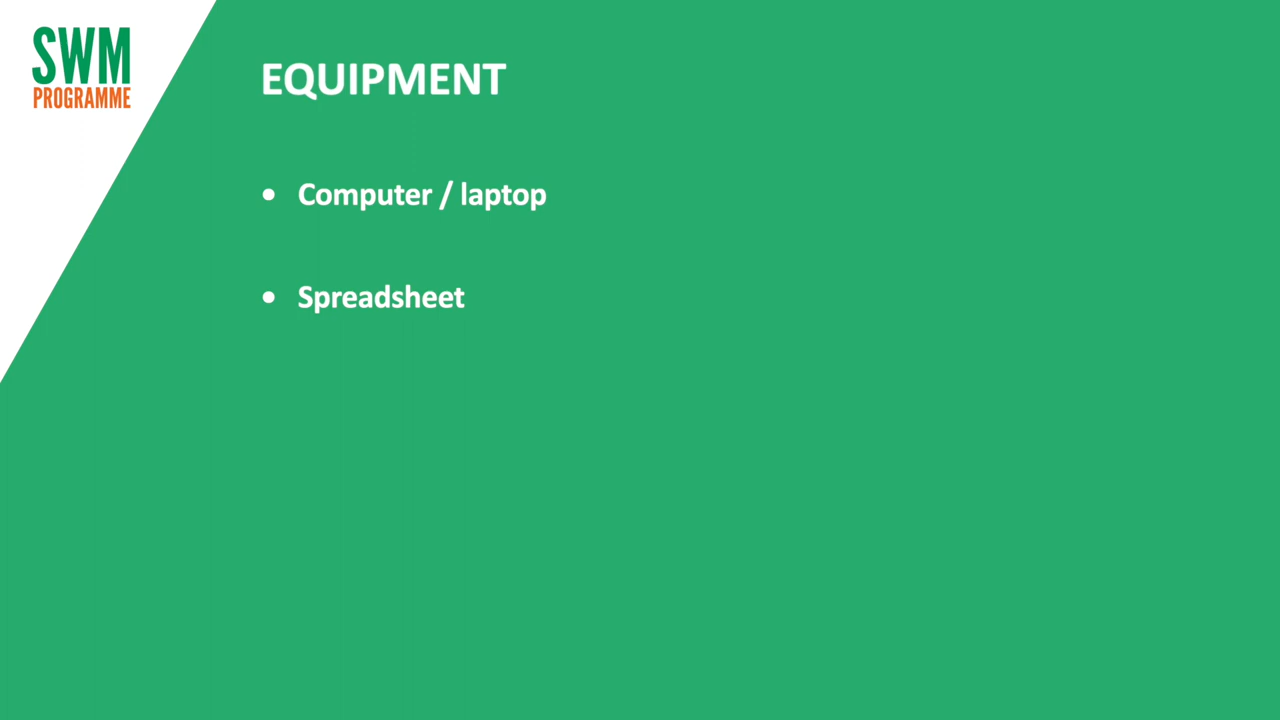 SWM
PROGRAMME
EQUIPMENT
• Computer / laptop
• Spreadsheet